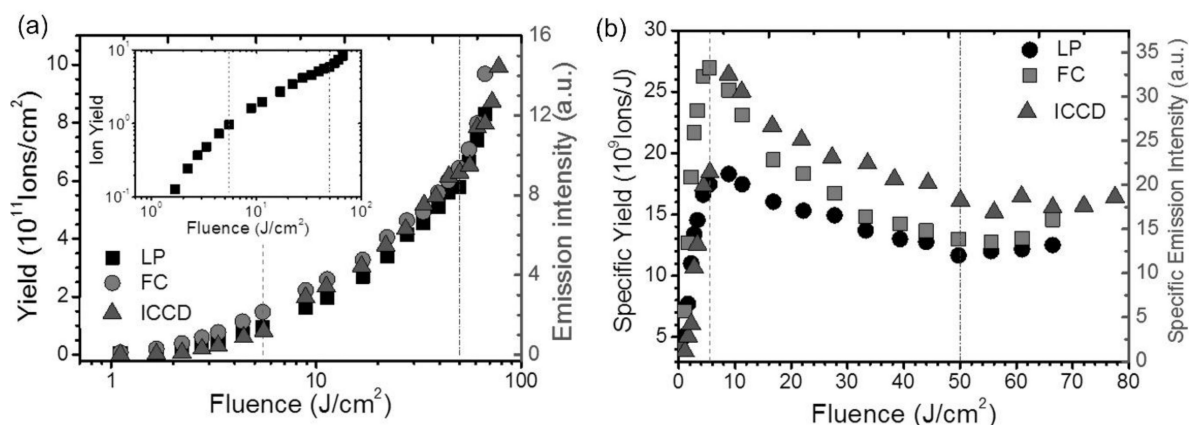 (a)
Yield (10¹¹ Ions/cm²)
10
8
6
4
2
0
1
10
100
Fluence (J/cm²)
16
12
8
4
0
Emission intensity (a.u.)
LP
FC
ICCD
Ion Yield
10¹
10⁰
10⁻¹
10⁰
10¹
10²
Fluence (J/cm²)
(b)
Specific Yield (10⁹Ions/J)
30
25
20
15
10
5
0
10
20
30
40
50
60
70
80
Fluence (J/cm²)
35
30
25
20
15
10
5
0
Specific Emission Intensity (a.u.)
LP
FC
ICCD